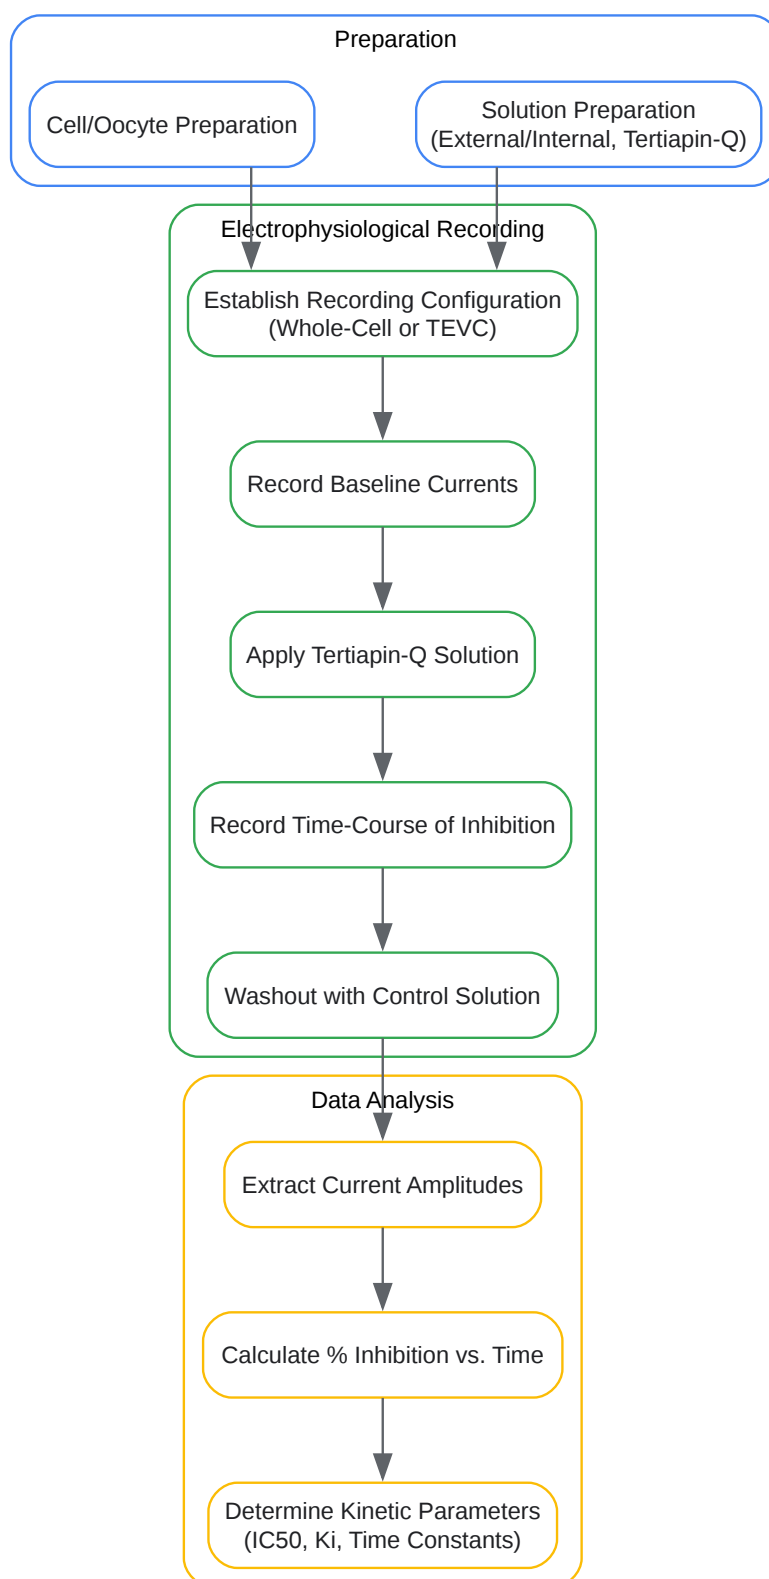 Preparation
Cell/Oocyte Preparation
Solution Preparation
(External/Internal, Tertiapin-Q)
Electrophysiological Recording
Establish Recording Configuration
(Whole-Cell or TEVC)
Record Baseline Currents
Apply Tertiapin-Q Solution
Record Time-Course of Inhibition
Washout with Control Solution
Data Analysis
Extract Current Amplitudes
Calculate % Inhibition vs. Time
Determine Kinetic Parameters
(IC50, Ki, Time Constants)